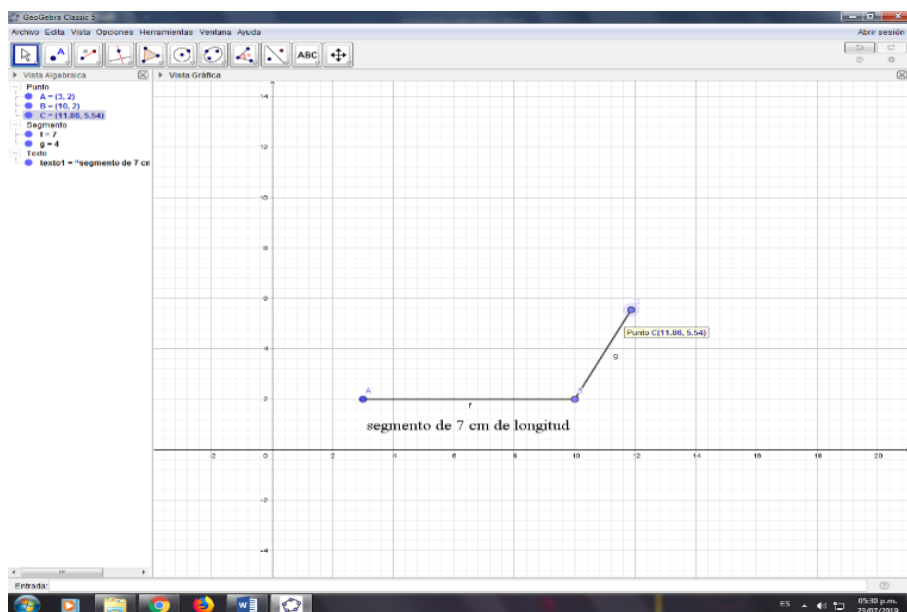 GeoGebra Classic 5
Archivo Edita Vista Opciones Herramientas Ventana Ayuda
Abrir sesión
ABC
Vista Algebraica
Vista Gráfica
Punto
A = (3, 2)
B = (10, 2)
C = (11.86, 5.54)
Segmento
f = 7
g = 4
Texto
texto1 = "segmento de 7 cm
14
12
10
8
6
C
Punto C(11.86, 5.54)
4
g
A
B
2
f
segmento de 7 cm de longitud
-2 0 2 4 6 8 10 12 14 16 18 20
-2
-4
Entrada:
ES
05:30 p.m.
23/07/2019